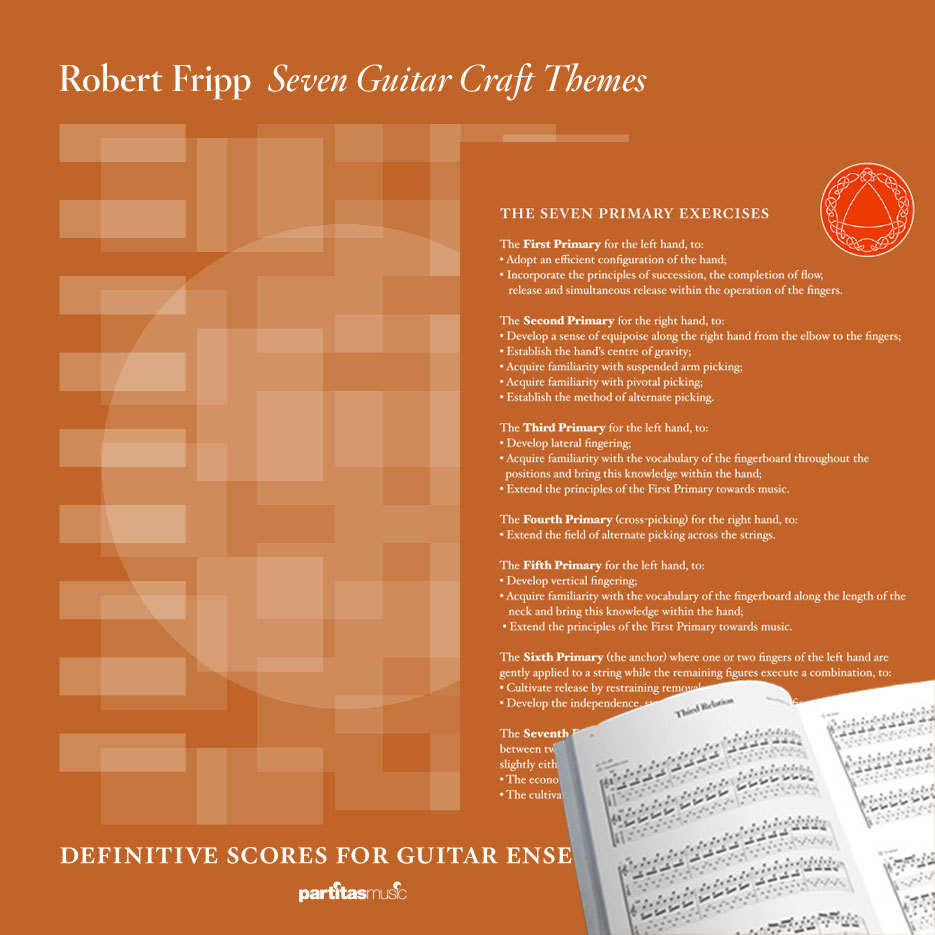 Robert Fripp Seven Guitar Craft Themes
THE SEVEN PRIMARY EXERCISES
The First Primary for the left hand, to:
• Adopt an efficient configuration of the hand;
• Incorporate the principles of succession, the completion of flow,
release and simultaneous release within the operation of the fingers.
The Second Primary for the right hand, to:
• Develop a sense of equipoise along the right hand from the elbow to the fingers;
• Establish the hand's centre of gravity;
• Acquire familiarity with suspended arm picking;
• Acquire familiarity with pivotal picking;
• Establish the method of alternate picking.
The Third Primary for the left hand, to:
• Develop lateral fingering;
• Acquire familiarity with the vocabulary of the fingerboard throughout the
positions and bring this knowledge within the hand;
• Extend the principles of the First Primary towards music.
The Fourth Primary (cross-picking) for the right hand, to:
• Extend the field of alternate picking across the strings.
The Fifth Primary for the left hand, to:
• Develop vertical fingering;
• Acquire familiarity with the vocabulary of the fingerboard along the length of the
neck and bring this knowledge within the hand;
• Extend the principles of the First Primary towards music.
The Sixth Primary (the anchor) where one or two fingers of the left hand are
gently applied to a string while the remaining figures execute a combination, to:
• Cultivate release by restraining removal
• Develop the independence,
The Seventh
between
slightly
• The
• The
Third Relation
DEFINITIVE SCORES FOR GUITAR ENSE
partitasmusic